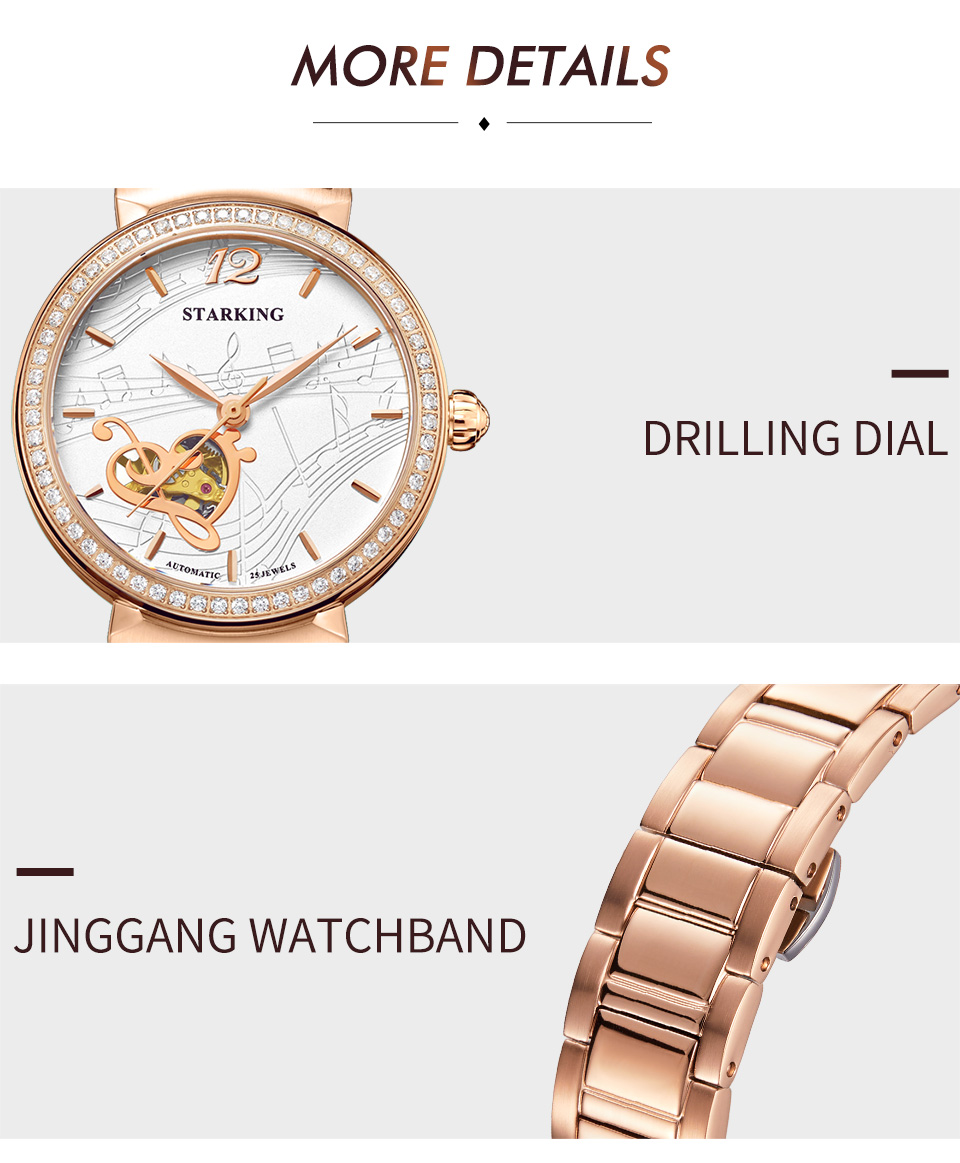 MORE DETAILS
12
STARKING
AUTOMATIC 25 JEWELS
DRILLING DIAL
JINGGANG WATCHBAND